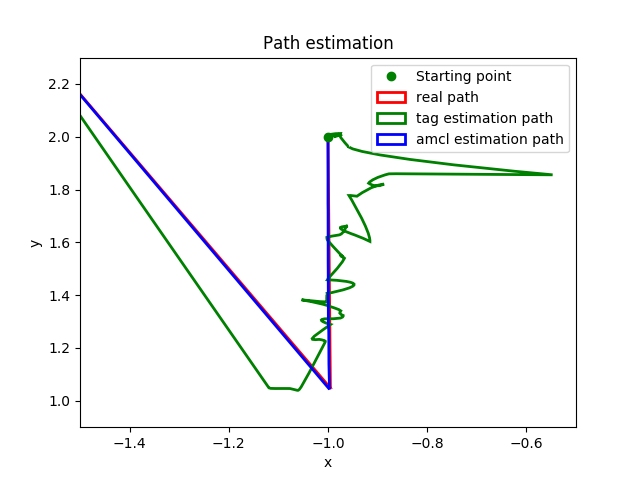 Path estimation
Starting point
real path
tag estimation path
amcl estimation path
2.2
2.0
1.8
1.6
1.4
1.2
1.0
y
−1.4
−1.2
−1.0
−0.8
−0.6
x